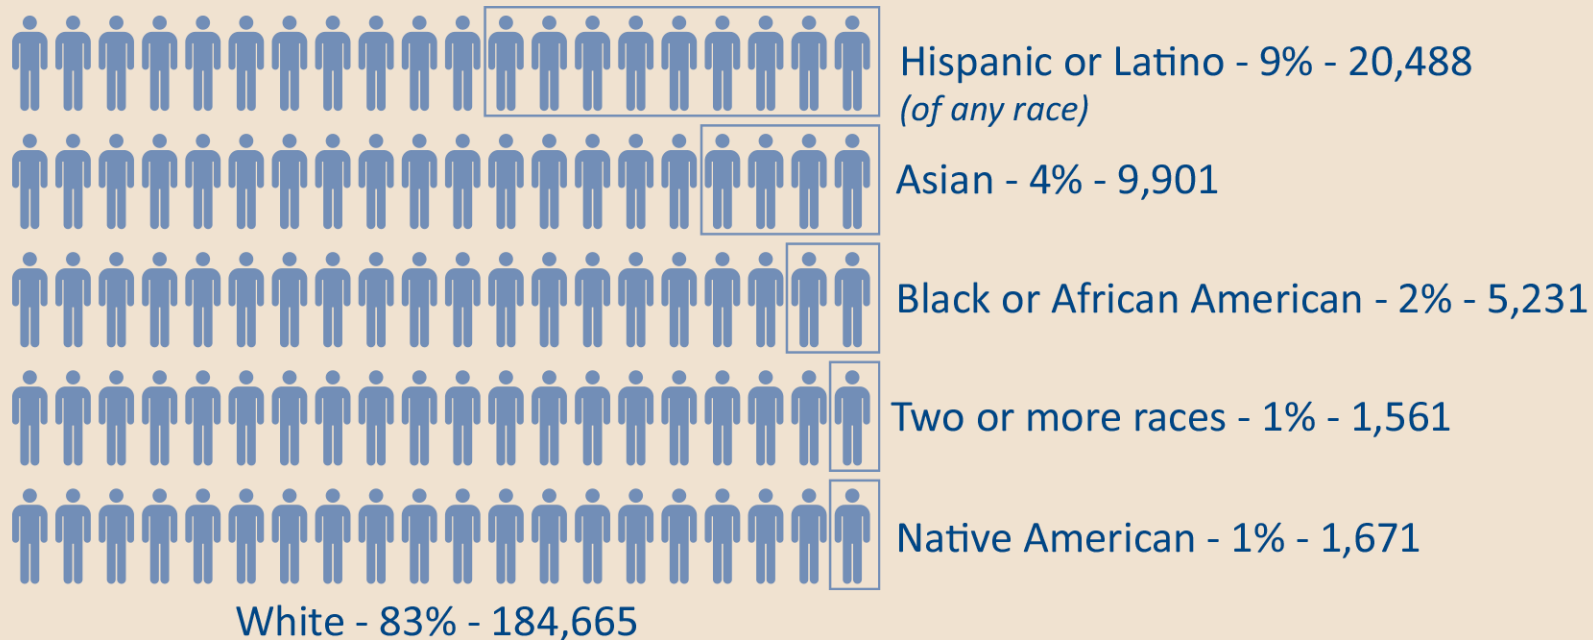 Hispanic or Latino - 9% - 20,488
(of any race)
Asian - 4% - 9,901
Black or African American - 2% - 5,231
Two or more races - 1% - 1,561
Native American - 1% - 1,671
White - 83% - 184,665